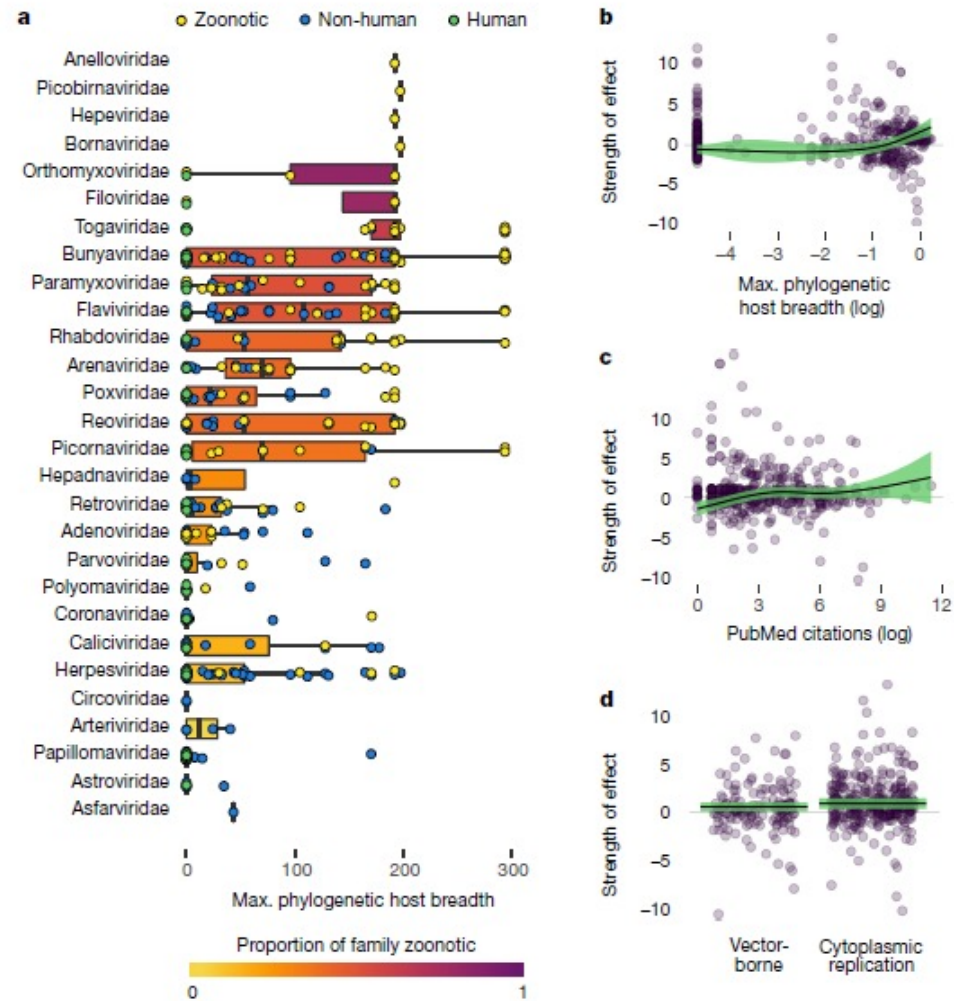 a
Zoonotic Non-human Human
Anelloviridae
Picobirnaviridae
Hepeviridae
Bornaviridae
Orthomyxoviridae
Filoviridae
Togaviridae
Bunyaviridae
Paramyxoviridae
Flaviviridae
Rhabdoviridae
Arenaviridae
Poxviridae
Reoviridae
Picornaviridae
Hepadnaviridae
Retroviridae
Adenoviridae
Parvoviridae
Polyomaviridae
Coronaviridae
Caliciviridae
Herpesviridae
Circoviridae
Arteriviridae
Papillomaviridae
Astroviridae
Asfarviridae
0 100 200 300
Max. phylogenetic host breadth
Proportion of family zoonotic
0 1
b
Strength of effect
10
5
0
−5
−10
−4 −3 −2 −1 0
Max. phylogenetic
host breadth (log)
c
Strength of effect
10
5
0
−5
−10
0 3 6 9 12
PubMed citations (log)
d
Strength of effect
10
5
0
−5
−10
Vector-
borne
Cytoplasmic
replication